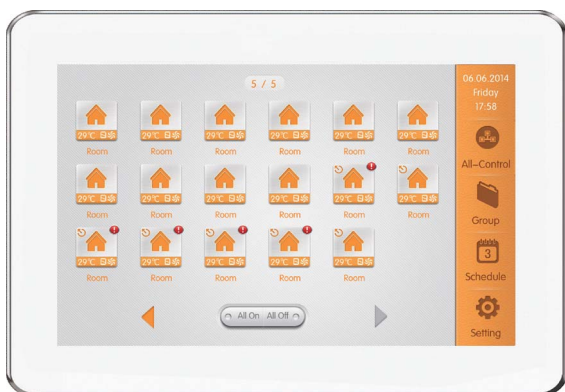 5 / 5
06.06.2014
Friday
17:58
29℃ 29℃ 29℃ 29℃ 29℃ 29℃
Room Room Room Room Room Room
All-Control
29℃ 29℃ 29℃ 29℃ 29℃ 29℃
Room Room Room Room Room Room
Group
29℃ 29℃ 29℃ 29℃ 29℃
Room Room Room Room Room
3
Schedule
All On All Off
Setting